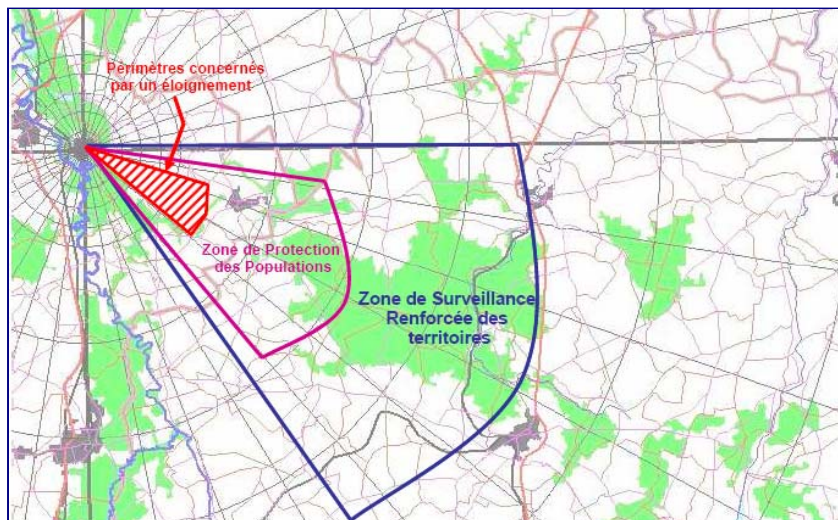 Périmètres concernés
par un éloignement
Zone de Protection
des Populations
Zone de Surveillance
Renforcée des
territoires